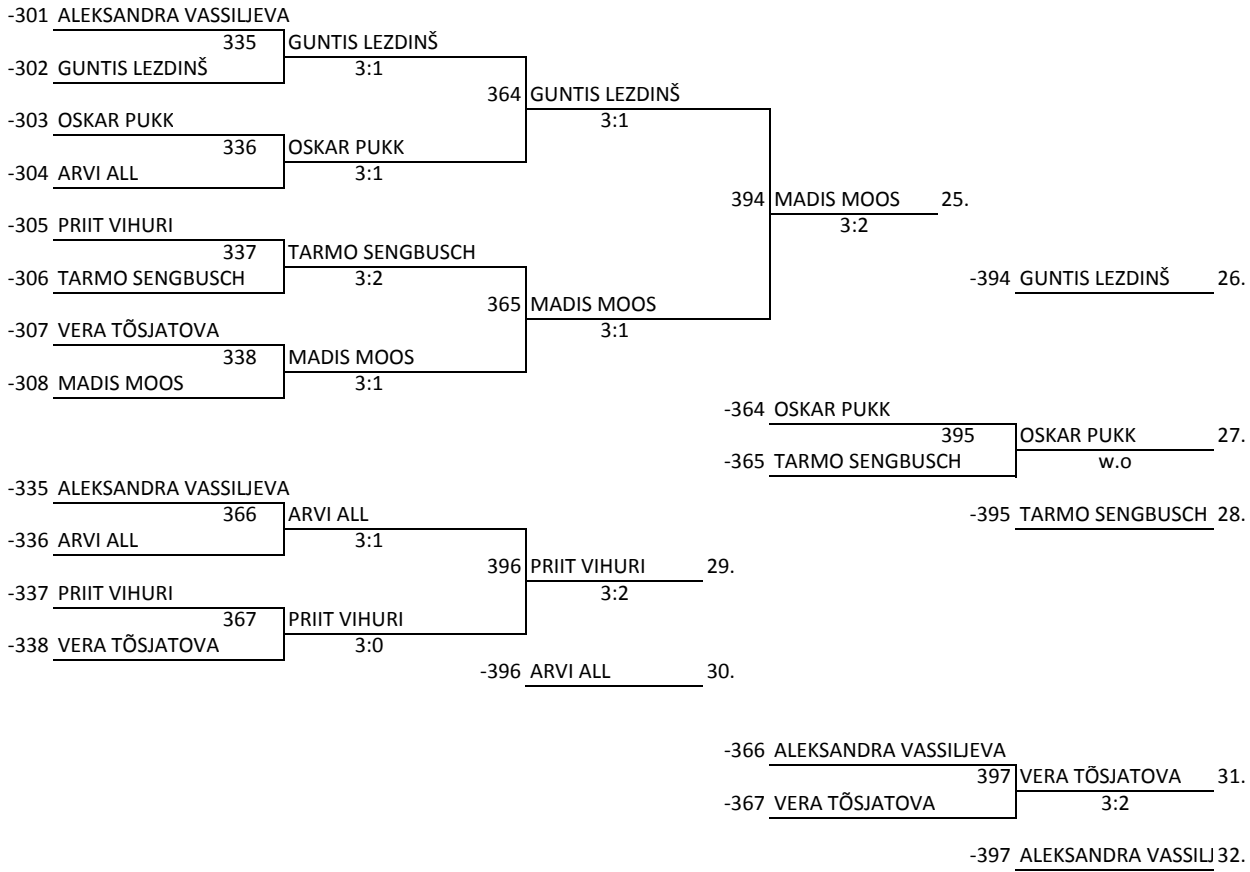 -301 ALEKSANDRA VASSILJEVA
335 GUNTIS LEZDINŠ
-302 GUNTIS LEZDINŠ 3:1
364 GUNTIS LEZDINŠ
-303 OSKAR PUKK 3:1
336 OSKAR PUKK
-304 ARVI ALL 3:1
394 MADIS MOOS 25.
-305 PRIIT VIHURI 3:2
337 TARMO SENGBUSCH
-306 TARMO SENGBUSCH 3:2 -394 GUNTIS LEZDINŠ 26.
365 MADIS MOOS
-307 VERA TÕSJATOVA 3:1
338 MADIS MOOS
-308 MADIS MOOS 3:1
-364 OSKAR PUKK
395 OSKAR PUKK 27.
-365 TARMO SENGBUSCH w.o
-335 ALEKSANDRA VASSILJEVA
366 ARVI ALL -395 TARMO SENGBUSCH 28.
-336 ARVI ALL 3:1
396 PRIIT VIHURI 29.
-337 PRIIT VIHURI 3:2
367 PRIIT VIHURI
-338 VERA TÕSJATOVA 3:0
-396 ARVI ALL 30.
-366 ALEKSANDRA VASSILJEVA
397 VERA TÕSJATOVA 31.
-367 VERA TÕSJATOVA 3:2
-397 ALEKSANDRA VASSILJ 32.